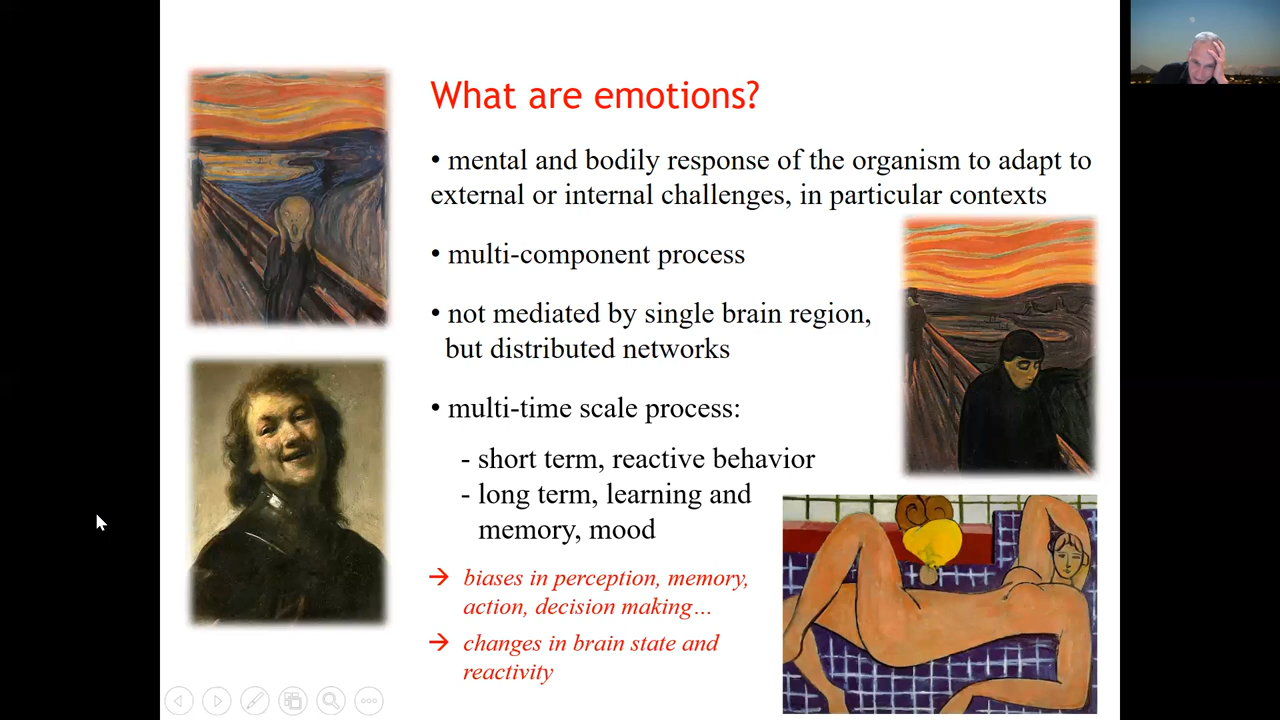 What are emotions?
• mental and bodily response of the organism to adapt to
external or internal challenges, in particular contexts
• multi-component process
• not mediated by single brain region,
but distributed networks
• multi-time scale process:
- short term, reactive behavior
- long term, learning and
memory, mood
→ biases in perception, memory,
action, decision making...
→ changes in brain state and
reactivity